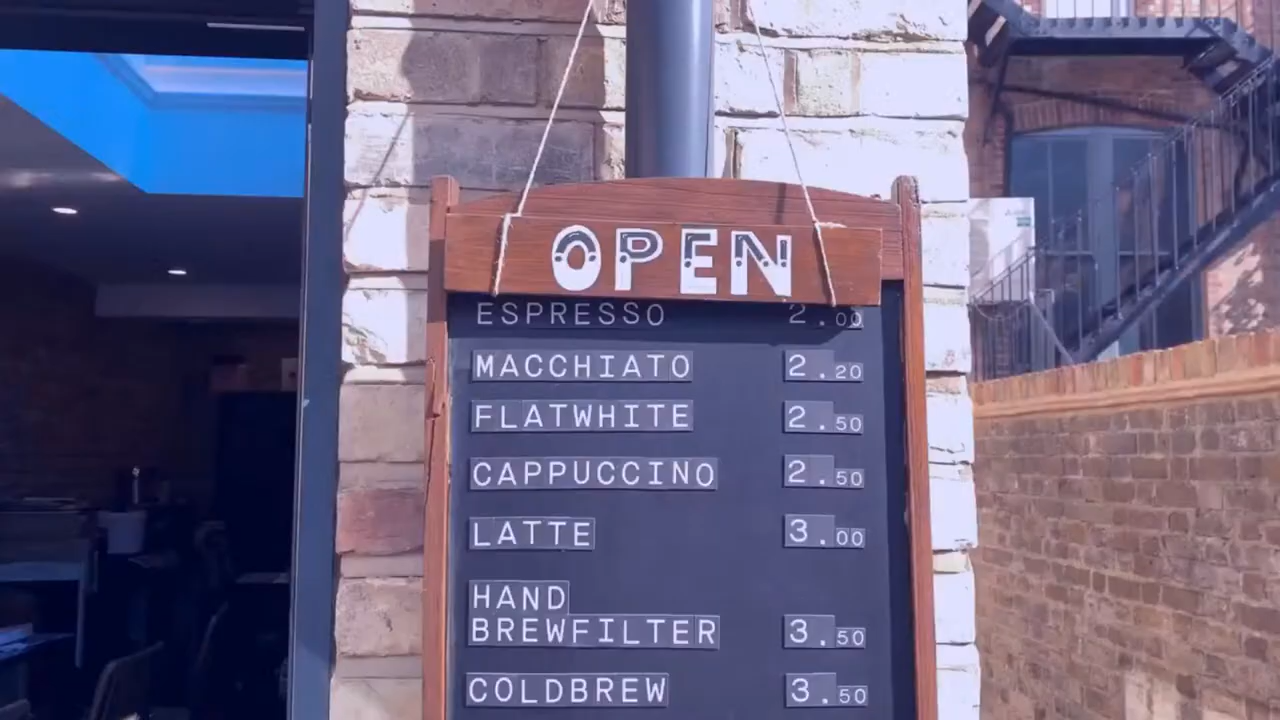 OPEN
ESPRESSO 2.00
MACCHIATO 2.20
FLATWHITE 2.50
CAPPUCCINO 2.50
LATTE 3.00
HAND
BREWFILTER 3.50
COLDBREW 3.50